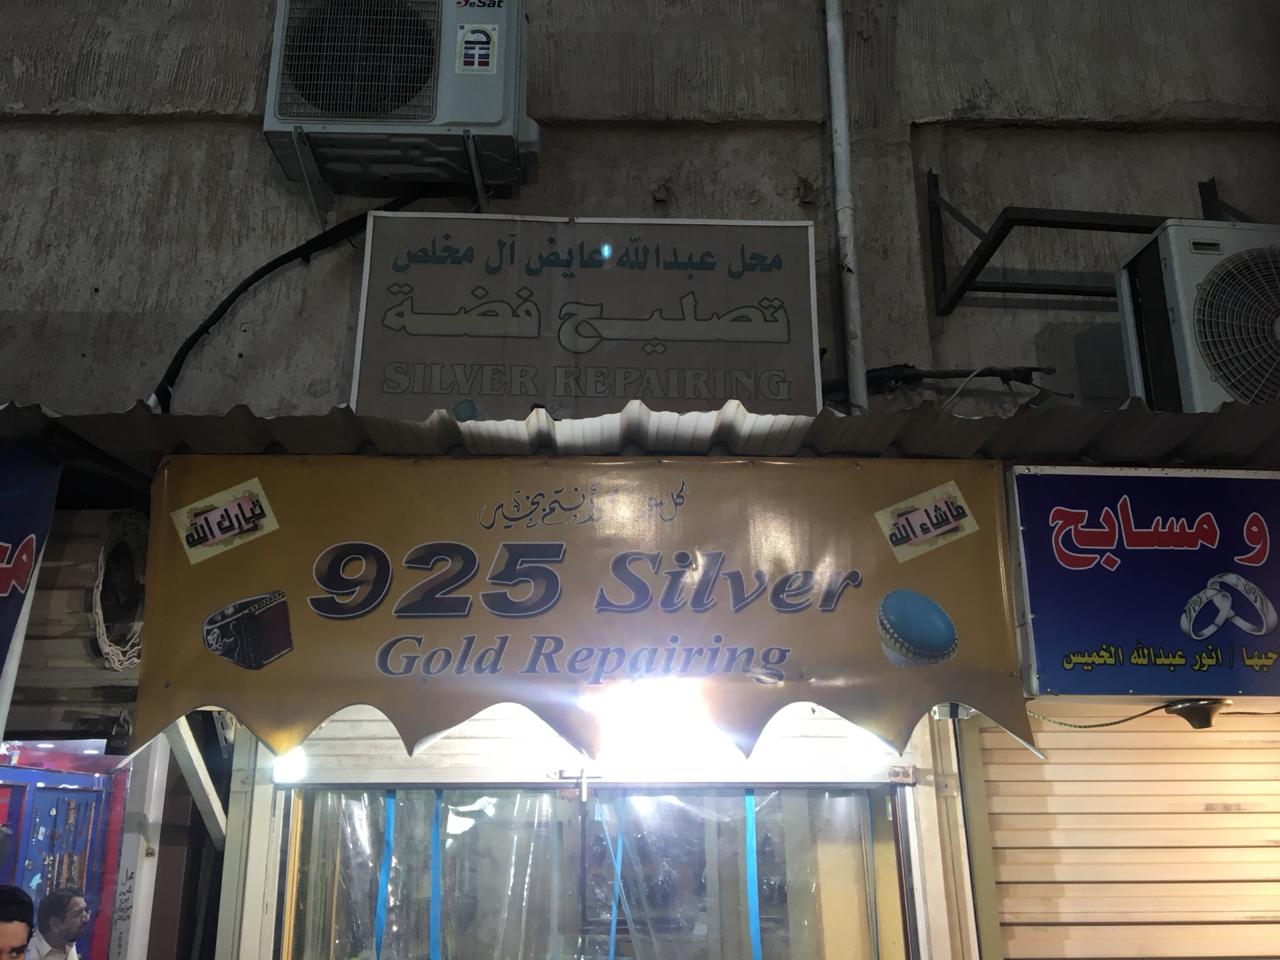 محل عبدالله عايض آل مخلص
تصليح فضة
SILVER REPAIRING
تبارك الله
ماشاء الله
925 Silver
Gold Repairing
و مسابح
انور عبدالله الخميس